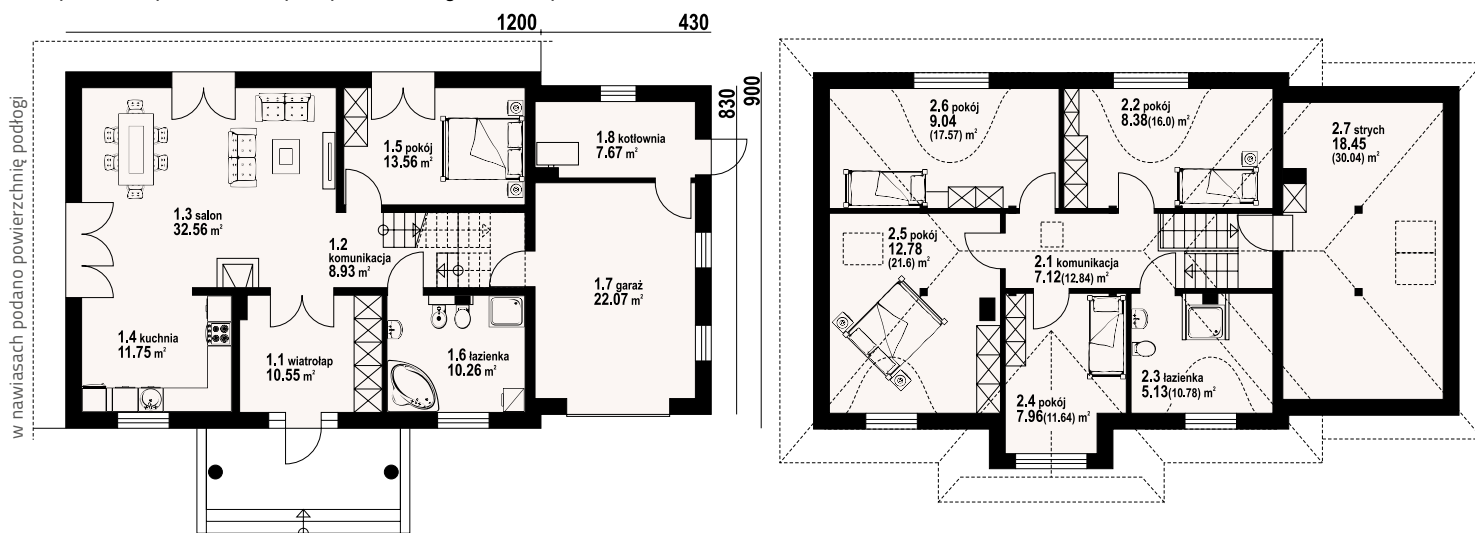 1200
430
830
900
w nawiasach podano powierzchnię podłogi
1.3 salon
32.56 m²
1.5 pokój
13.56 m²
1.8 kotłownia
7.67 m²
1.2
komunikacja
8.93 m²
1.7 garaż
22.07 m²
1.4 kuchnia
11.75 m²
1.1 wiatrołap
10.55 m²
1.6 łazienka
10.26 m²
2.6 pokój
9.04
(17.57) m²
2.2 pokój
8.38(16.0) m²
2.7 strych
18.45
(30.04) m²
2.5 pokój
12.78
(21.6) m²
2.1 komunikacja
7.12(12.84) m²
2.4 pokój
7.96(11.64) m²
2.3 łazienka
5.13(10.78) m²